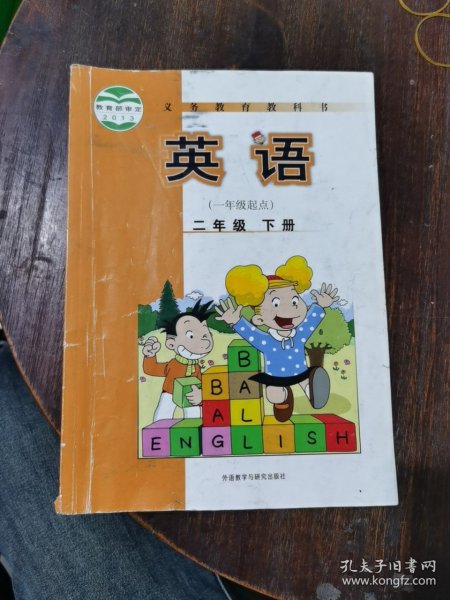 教育部审定
2013
义务教育教科书
英语
(一年级起点)
二年级 下册
B
BA
ALL
ENGLISH
外语教学与研究出版社
孔夫子旧书网
www.kongfz.com